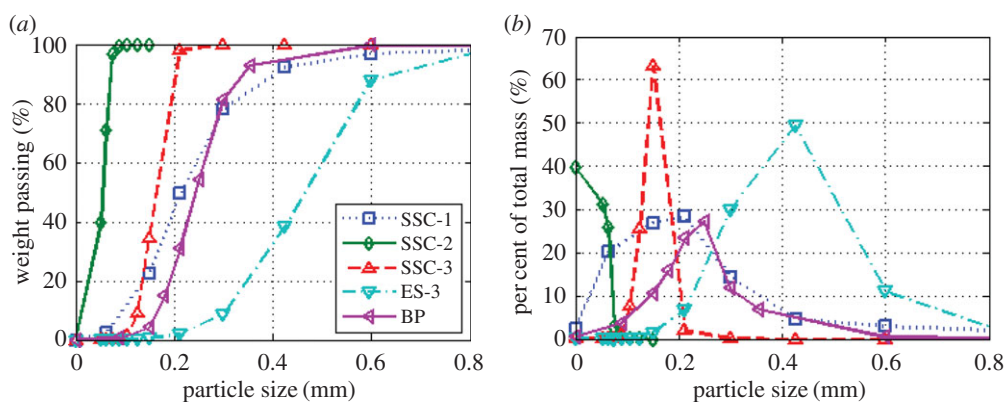 (a)
100
80
60
40
20
0
weight passing (%)
0
0.2
0.4
0.6
0.8
particle size (mm)
SSC-1
SSC-2
SSC-3
ES-3
BP
(b)
70
60
50
40
30
20
10
0
per cent of total mass (%)
0
0.2
0.4
0.6
0.8
particle size (mm)